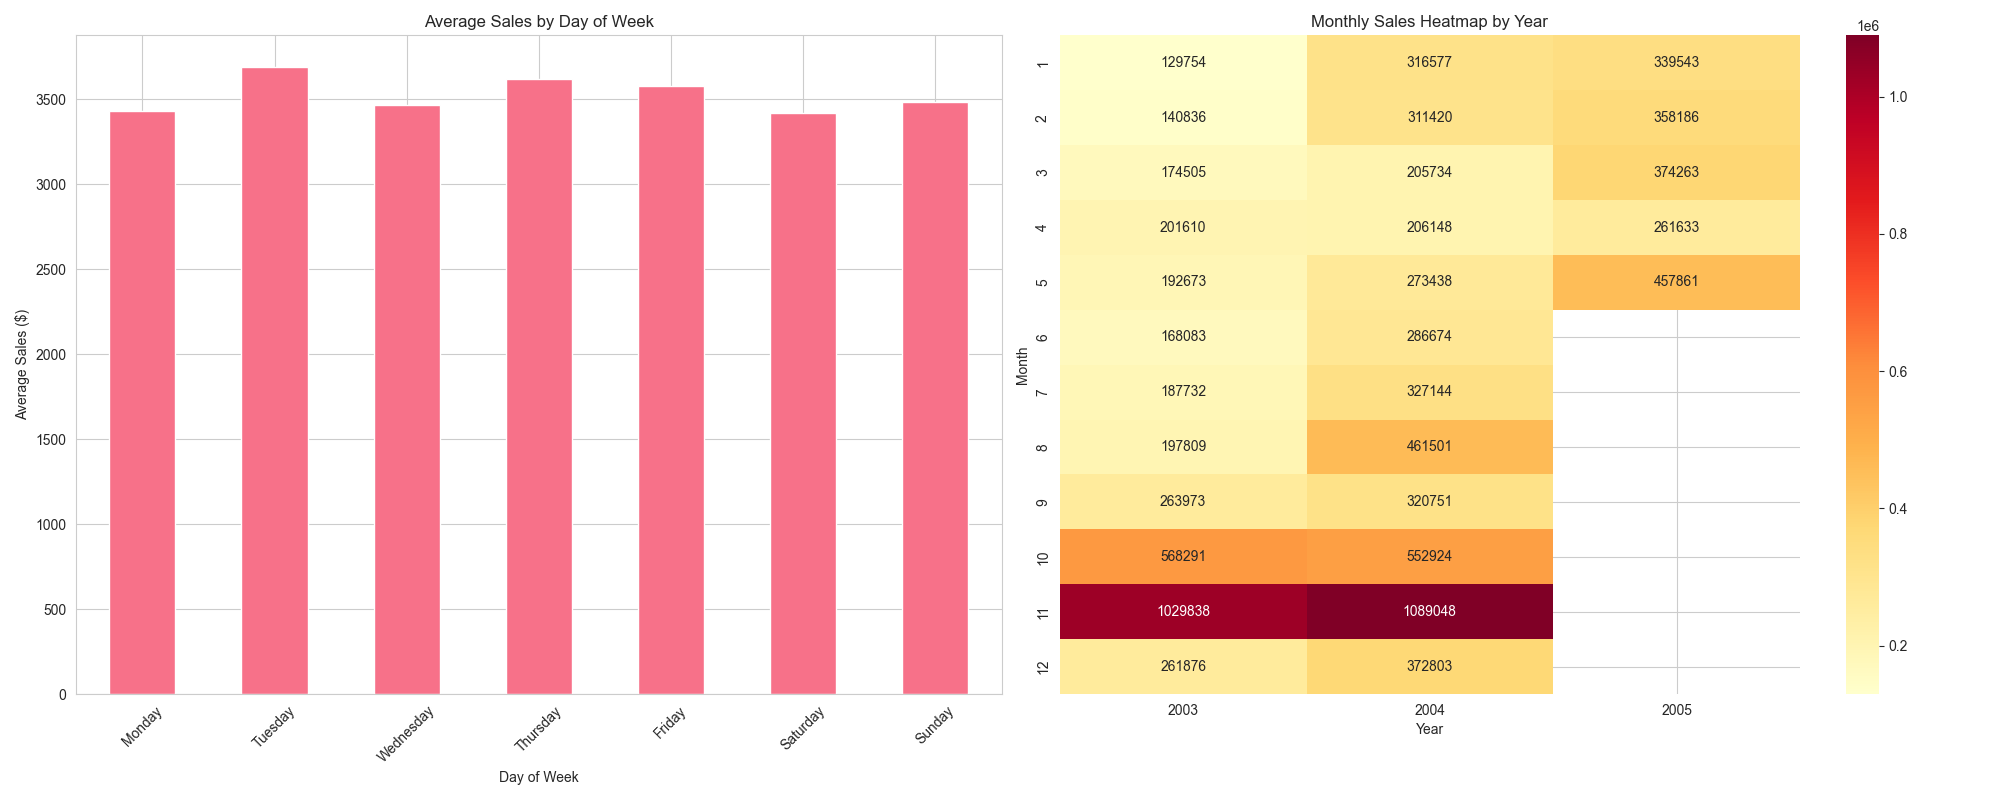 Average Sales by Day of Week
Average Sales ($)
3500
3000
2500
2000
1500
1000
500
0
Monday
Tuesday
Wednesday
Thursday
Friday
Saturday
Sunday
Day of Week
Monthly Sales Heatmap by Year
Month
1 129754 316577 339543
2 140836 311420 358186
3 174505 205734 374263
4 201610 206148 261633
5 192673 273438 457861
6 168083 286674
7 187732 327144
8 197809 461501
9 263973 320751
10 568291 552924
11 1029838 1089048
12 261876 372803
2003 2004 2005
Year
1e6
1.0
0.8
0.6
0.4
0.2